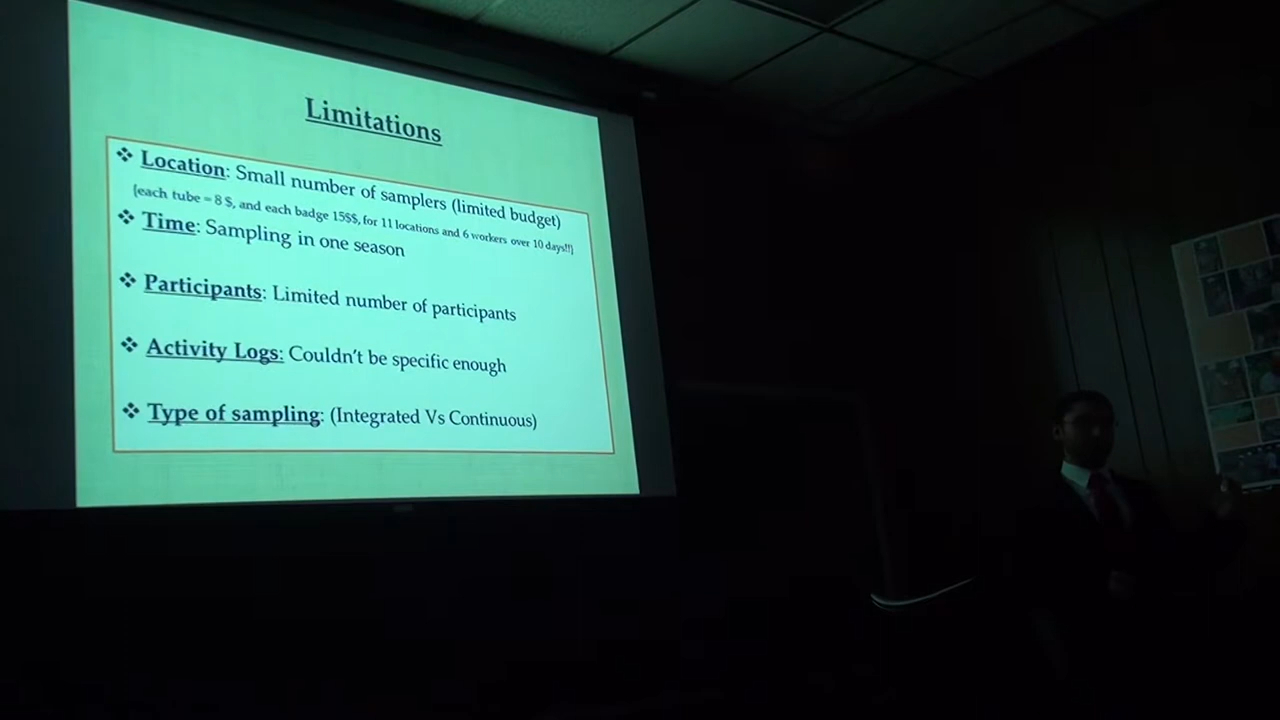 Limitations
❖ Location: Small number of samplers (limited budget)
(each tube = 8 $, and each badge 15$$, for 11 locations and 6 workers over 10 days!!)
❖ Time: Sampling in one season
❖ Participants: Limited number of participants
❖ Activity Logs: Couldn't be specific enough
❖ Type of sampling: (Integrated Vs Continuous)